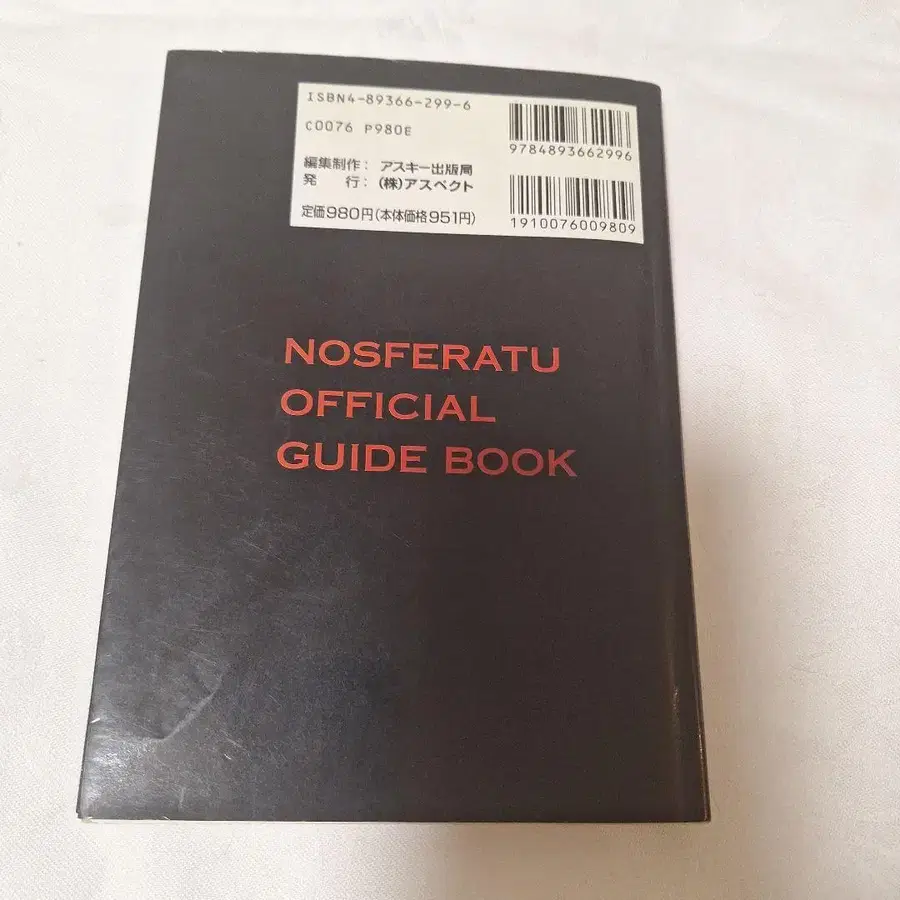 ISBN4-89366-299-6
C0076 P980E
編集制作：アスキー出版局
発　行：(株)アスペクト
定価980円(本体価格951円)
9784893662996
1910076009809
NOSFERATU
OFFICIAL
GUIDE BOOK